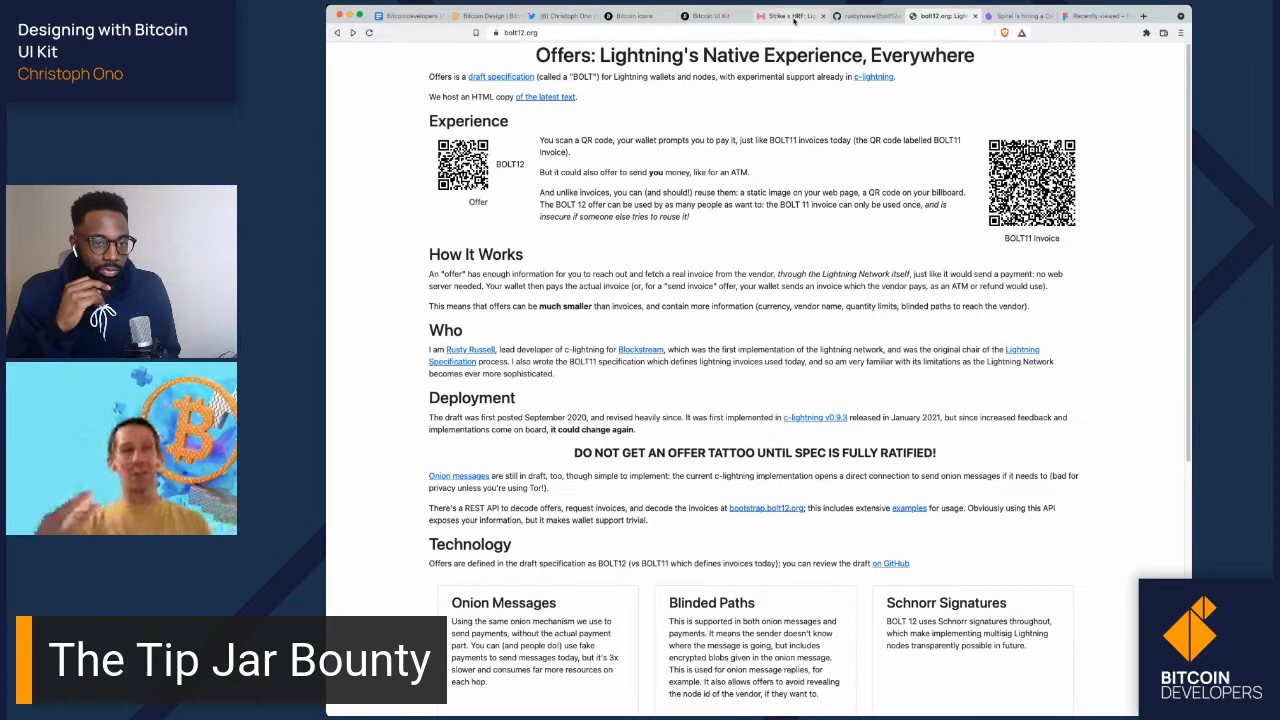 Designing with Bitcoin
UI Kit
Christoph Ono
Bitcoindevelopers U
Bitcoin Design | Bitc
(8) Christoph Ono |
Bitcoin icons
Bitcoin UI Kit
Strike x HRF: Lig
rustyrussell/bolt12
bolt12.org: Ligh
Spiral is Hiring a Cr
Recently viewed –
bolt12.org
Offers: Lightning's Native Experience, Everywhere
Offers is a draft specification (called a "BOLT") for Lightning wallets and nodes, with experimental support already in c-lightning.
We host an HTML copy of the latest text.
Experience
BOLT12
Offer
You scan a QR code, your wallet prompts you to pay it, just like BOLT11 invoices today (the QR code labelled BOLT11
Invoice).
But it could also offer to send you money, like for an ATM.
And unlike invoices, you can (and should!) reuse them: a static image on your web page, a QR code on your billboard.
The BOLT 12 offer can be used by as many people as want to: the BOLT 11 invoice can only be used once, and is
insecure if someone else tries to reuse it!
BOLT11 Invoice
How It Works
An "offer" has enough information for you to reach out and fetch a real invoice from the vendor, through the Lightning Network itself, just like it would send a payment: no web
server needed. Your wallet then pays the actual invoice (or, for a "send invoice" offer, your wallet sends an invoice which the vendor pays, as an ATM or refund would use).
This means that offers can be much smaller than invoices, and contain more information (currency, vendor name, quantity limits, blinded paths to reach the vendor).
Who
I am Rusty Russell, lead developer of c-lightning for Blockstream, which was the first implementation of the lightning network, and was the original chair of the Lightning
Specification process. I also wrote the BOLT11 specification which defines lightning invoices used today, and so am very familiar with its limitations as the Lightning Network
becomes ever more sophisticated.
Deployment
The draft was first posted September 2020, and revised heavily since. It was first implemented in c-lightning v0.9.3 released in January 2021, but since increased feedback and
implementations come on board, it could change again.
DO NOT GET AN OFFER TATTOO UNTIL SPEC IS FULLY RATIFIED!
Onion messages are still in draft, too, though simple to implement: the current c-lightning implementation opens a direct connection to send onion messages if it needs to (bad for
privacy unless you're using Tor!).
There's a REST API to decode offers, request invoices, and decode the invoices at bootstrap.bolt12.org; this includes extensive examples for usage. Obviously using this API
exposes your information, but it makes wallet support trivial.
Technology
Offers are defined in the draft specification as BOLT12 (vs BOLT11 which defines invoices today); you can review the draft on GitHub
Onion Messages
Using the same onion mechanism we use to
send payments, without the actual payment
part. You can (and people do!) use fake
payments to send messages today, but it's 3x
slower and consumes far more resources on
each hop.
Blinded Paths
This is supported in both onion messages and
payments. It means the sender doesn't know
where the message is going, but includes
encrypted blobs given in the onion message.
This is used for onion message replies, for
example. It also allows offers to avoid revealing
the node id of the vendor, if they want to.
Schnorr Signatures
BOLT 12 uses Schnorr signatures throughout,
which make implementing multisig Lightning
nodes transparently possible in future.
The Tip Jar Bounty
BITCOIN
DEVELOPERS